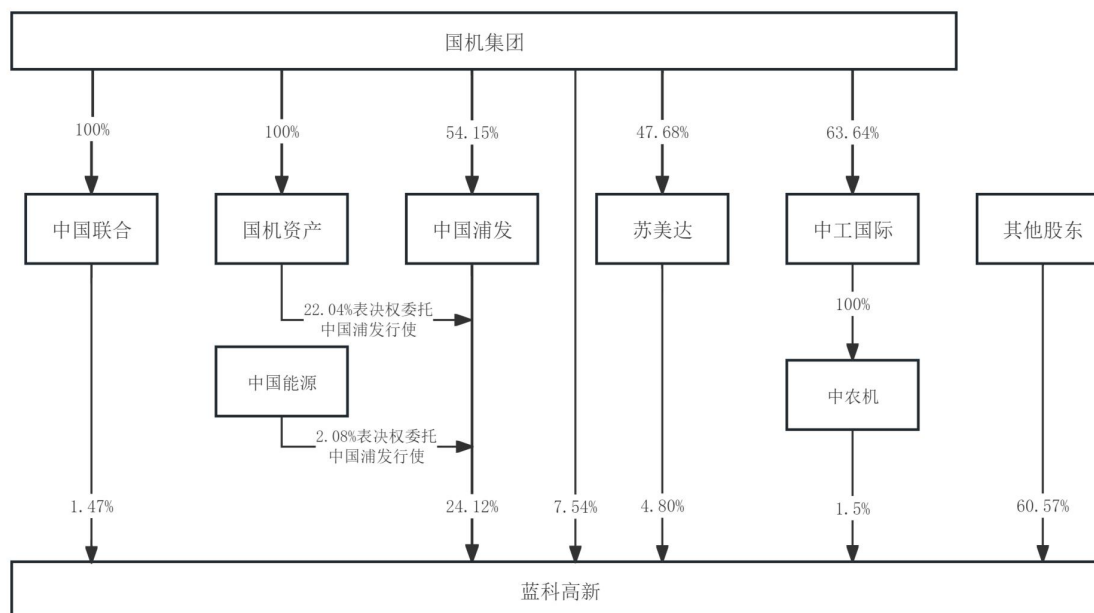 国机集团
100%
100%
54.15%
47.68%
63.64%
中国联合
国机资产
中国浦发
苏美达
中工国际
其他股东
22.04%表决权委托
中国浦发行使
100%
中国能源
中农机
2.08%表决权委托
中国浦发行使
1.47%
24.12%
7.54%
4.80%
1.5%
60.57%
蓝科高新